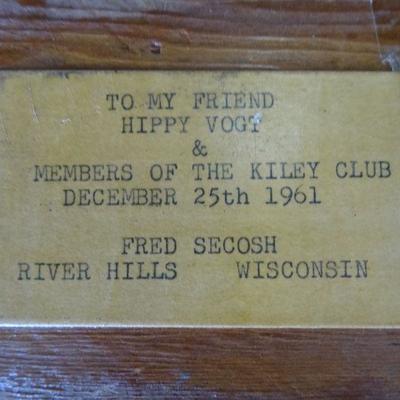 TO MY FRIEND
HIPPY VOGT
&
MEMBERS OF THE KILEY CLUB
DECEMBER 25th 1961
FRED SECOSH
RIVER HILLS WISCONSIN